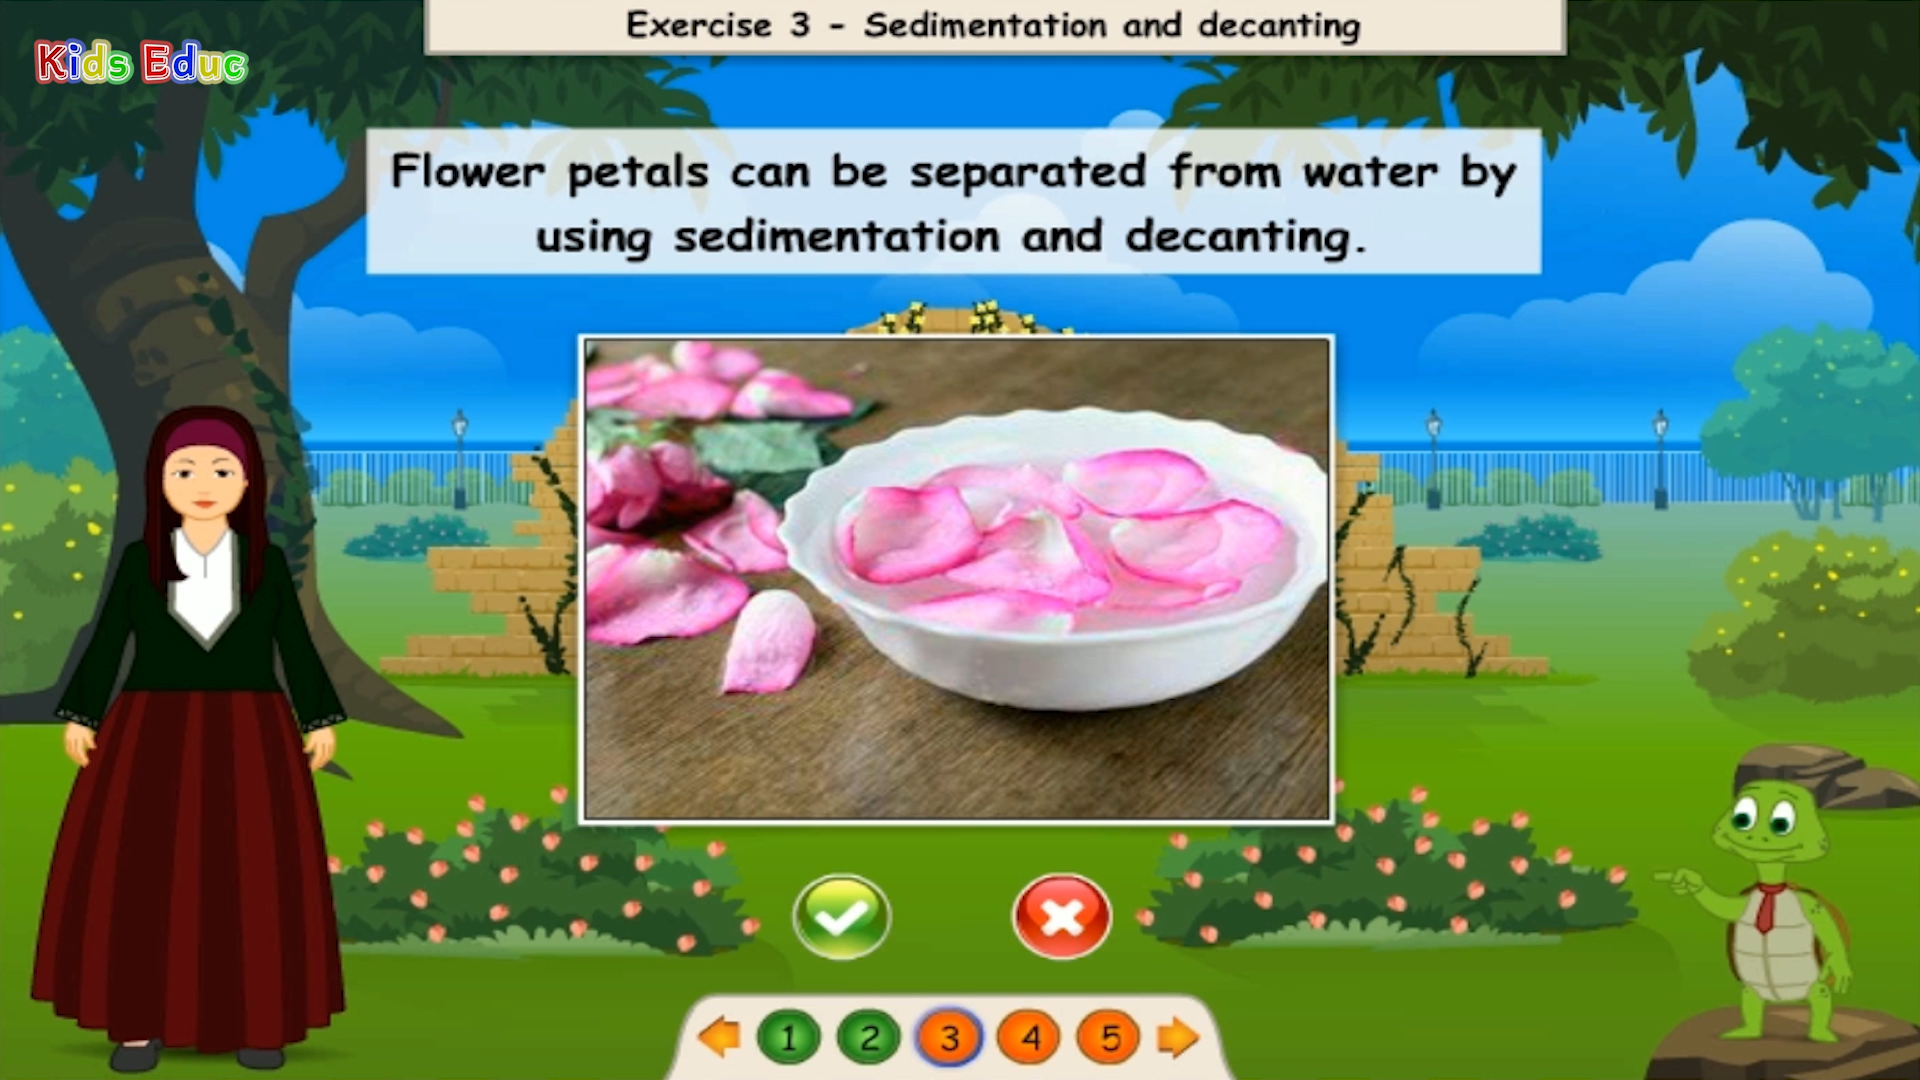 Exercise 3 - Sedimentation and decanting
Kids Educ
Flower petals can be separated from water by
using sedimentation and decanting.
1 2 3 4 5